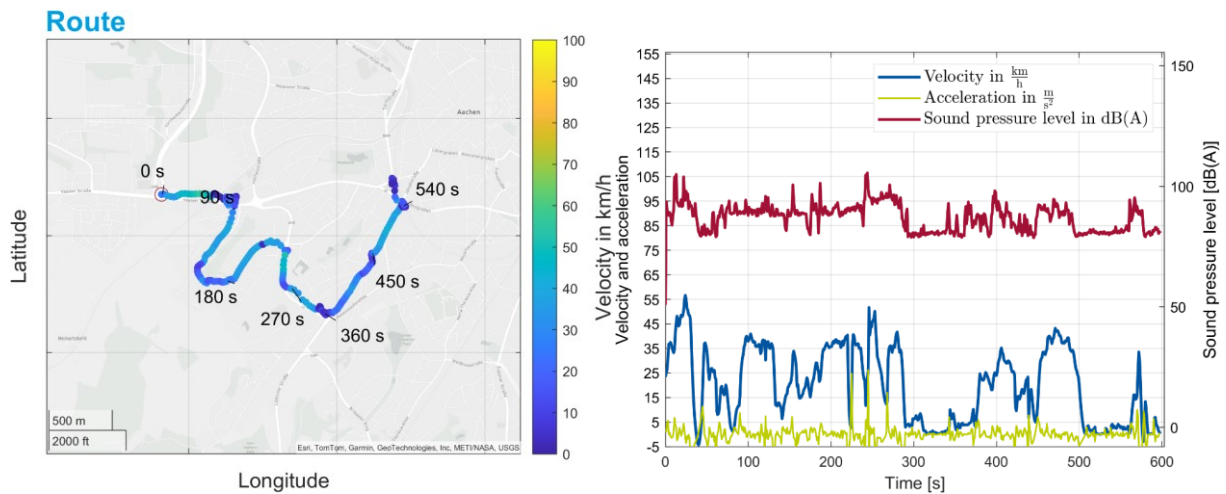 Route
0 s
90 s
180 s
270 s
360 s
450 s
540 s
Aachen
500 m
2000 ft
Esri, TomTom, Garmin, GeoTechnologies, Inc, METI/NASA, USGS
Latitude
Longitude
100
90
80
70
60
50
40
30
20
10
0
Velocity in km/h
Velocity and acceleration
155
145
135
125
115
105
95
85
75
65
55
45
35
25
15
5
-5
Velocity in km/h
Acceleration in m/s²
Sound pressure level in dB(A)
150
100
50
0
Sound pressure level [dB(A)]
0
100
200
300
400
500
600
Time [s]